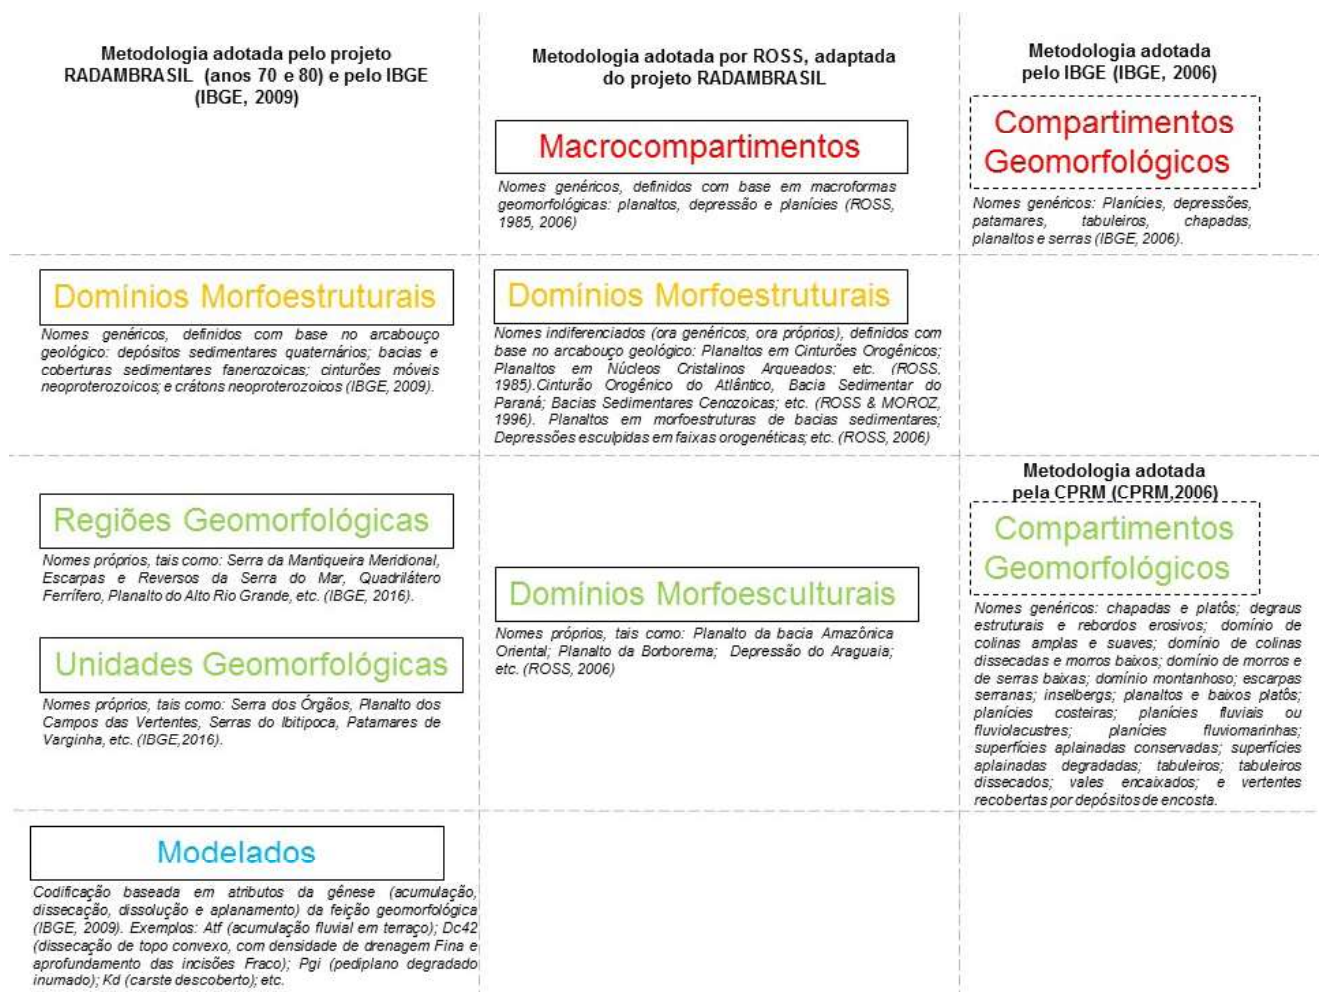 Metodologia adotada pelo projeto
RADAMBRASIL (anos 70 e 80) e pelo IBGE
(IBGE, 2009)
Metodologia adotada por ROSS, adaptada
do projeto RADAMBRASIL
Metodologia adotada
pelo IBGE (IBGE, 2006)
Macrocompartimentos
Nomes genéricos, definidos com base em macroformas
geomorfológicas: planaltos, depressão e planícies (ROSS,
1985, 2006)
Compartimentos
Geomorfológicos
Nomes genéricos: Planícies, depressões,
patamares, tabuleiros, chapadas,
planaltos e serras (IBGE, 2006).
Domínios Morfoestruturais
Nomes genéricos, definidos com base no arcabouço
geológico: depósitos sedimentares quaternários; bacias e
coberturas sedimentares fanerozoicas; cinturões móveis
neoproterozoicos; e crátons neoproterozoicos (IBGE, 2009).
Domínios Morfoestruturais
Nomes indiferenciados (ora genéricos, ora próprios), definidos com
base no arcabouço geológico: Planaltos em Cinturões Orogênicos;
Planaltos em Núcleos Cristalinos Arqueados; etc. (ROSS,
1985).Cinturão Orogênico do Atlântico, Bacia Sedimentar do
Paraná; Bacias Sedimentares Cenozoicas; etc. (ROSS & MOROZ,
1996). Planaltos em morfoestruturas de bacias sedimentares;
Depressões esculpidas em faixas orogenéticas; etc. (ROSS, 2006)
Regiões Geomorfológicas
Nomes próprios, tais como: Serra da Mantiqueira Meridional,
Escarpas e Reversos da Serra do Mar, Quadrilátero
Ferrífero, Planalto do Alto Rio Grande, etc. (IBGE, 2016).
Unidades Geomorfológicas
Nomes próprios, tais como: Serra dos Órgãos, Planalto dos
Campos das Vertentes, Serras do Ibitipoca, Patamares de
Varginha, etc. (IBGE,2016).
Domínios Morfoesculturais
Nomes próprios, tais como: Planalto da bacia Amazônica
Oriental; Planalto da Borborema; Depressão do Araguaia;
etc. (ROSS, 2006)
Metodologia adotada
pela CPRM (CPRM,2006)
Compartimentos
Geomorfológicos
Nomes genéricos: chapadas e platôs; degraus
estruturais e rebordos erosivos; domínio de
colinas amplas e suaves; domínio de colinas
dissecadas e morros baixos; domínio de morros e
de serras baixas; domínio montanhoso; escarpas
serranas; inselbergs; planaltos e baixos platôs;
planícies costeiras; planícies fluviais ou
fluviolacustres; planícies fluviomarinhas;
superfícies aplainadas conservadas; superfícies
aplainadas degradadas; tabuleiros; tabuleiros
dissecados; vales encaixados; e vertentes
recobertas por depósitos de encosta.
Modelados
Codificação baseada em atributos da gênese (acumulação,
dissecação, dissolução e aplanamento) da feição geomorfológica
(IBGE, 2009). Exemplos: Atf (acumulação fluvial em terraço); Dc42
(dissecação de topo convexo, com densidade de drenagem Fina e
aprofundamento das incisões Fraco); Pgi (pediplano degradado
inumado); Kd (carste descoberto); etc.